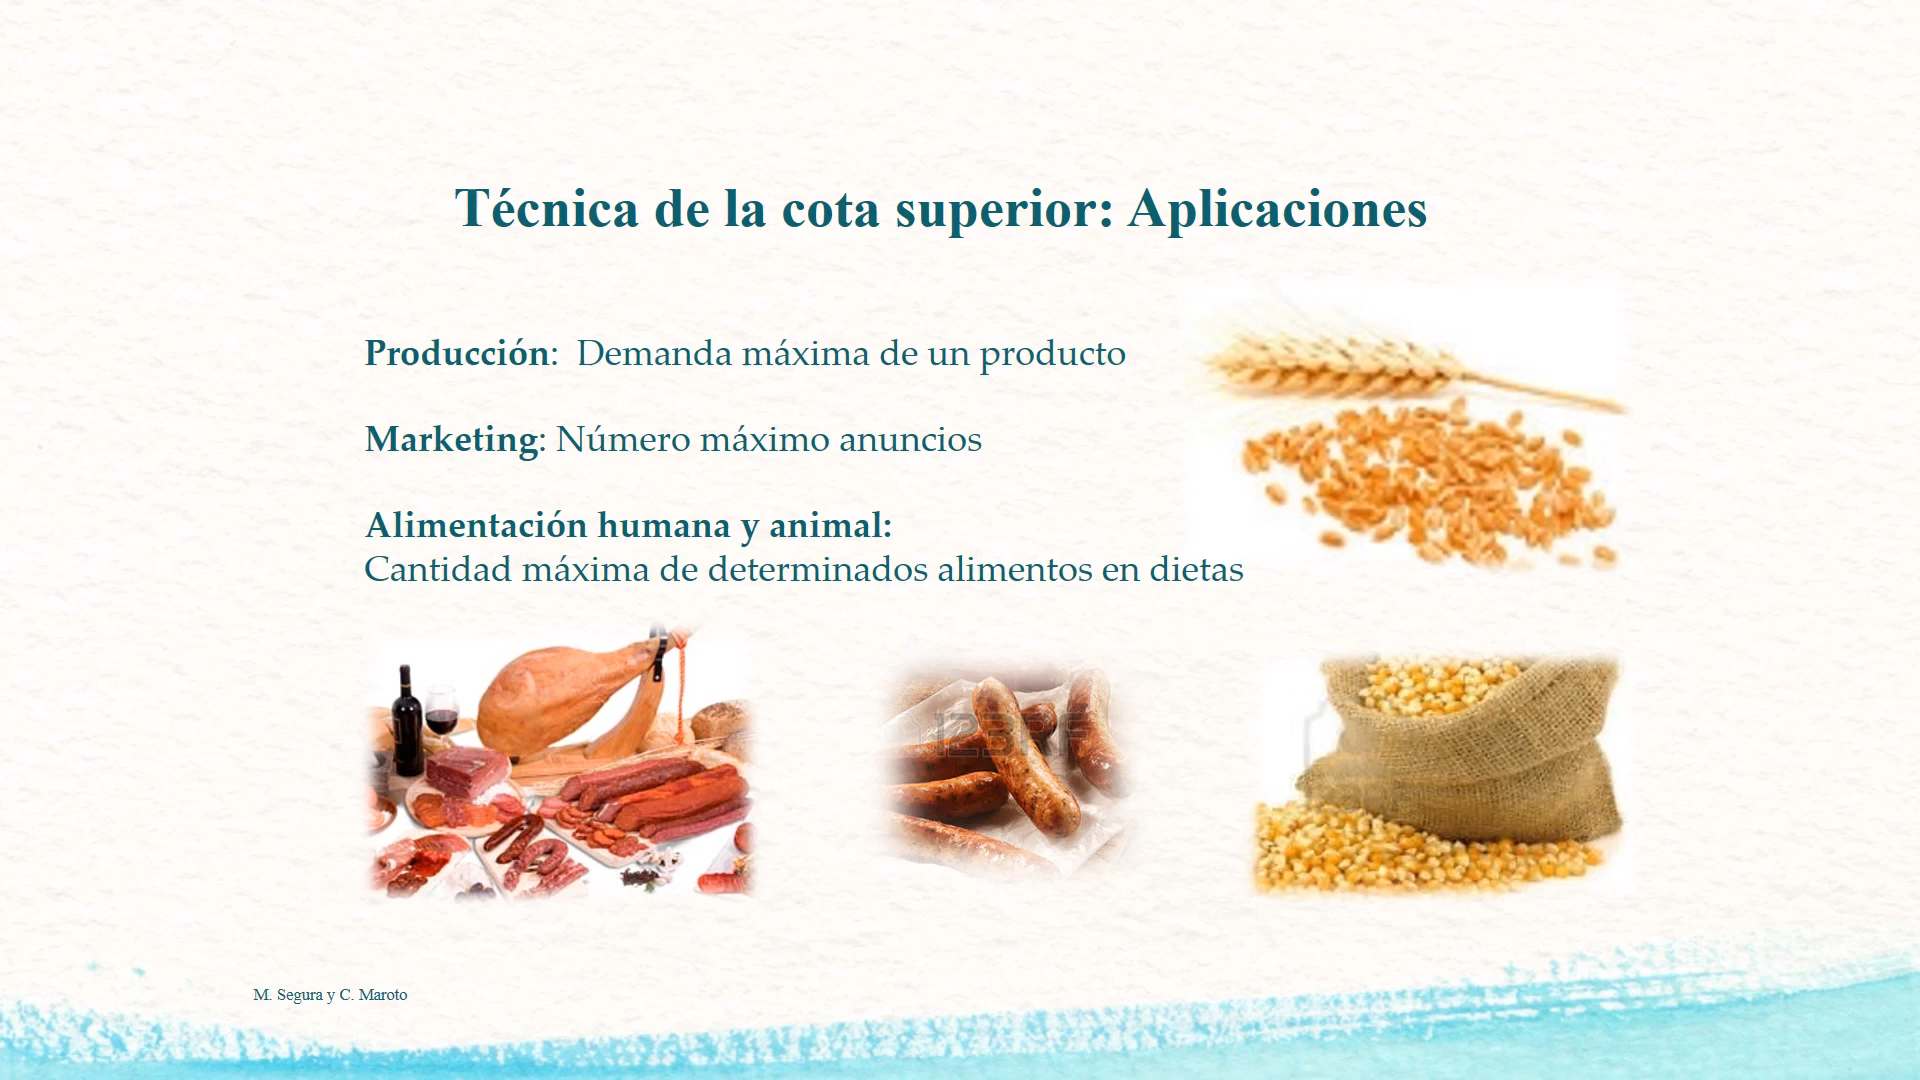 Técnica de la cota superior: Aplicaciones
Producción:  Demanda máxima de un producto
Marketing: Número máximo anuncios
Alimentación humana y animal:
Cantidad máxima de determinados alimentos en dietas
123RF
M. Segura y C. Maroto